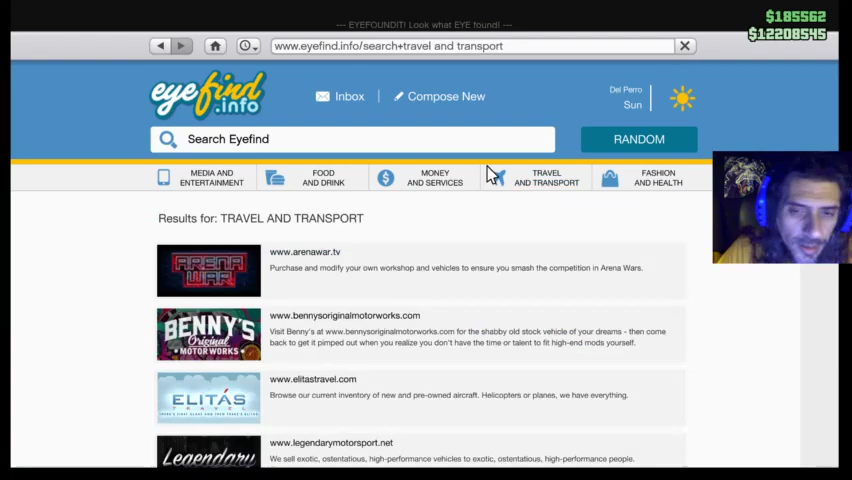 --- EYEFOUNDIT! Look what EYE found! ---
$185562
$12208545
www.eyefind.info/search+travel and transport
eyefind
.info
Inbox
Compose New
Del Perro
Sun
Search Eyefind
RANDOM
MEDIA AND
ENTERTAINMENT
FOOD
AND DRINK
MONEY
AND SERVICES
TRAVEL
AND TRANSPORT
FASHION
AND HEALTH
Results for: TRAVEL AND TRANSPORT
ARENA
WAR
www.arenawar.tv
Purchase and modify your own workshop and vehicles to ensure you smash the competition in Arena Wars.
BENNY'S
Original
MOTOR WORKS
www.bennysoriginalmotorworks.com
Visit Benny's at www.bennysoriginalmotorworks.com for the shabby old stock vehicle of your dreams - then come
back to get it pimped out when you realize you don't have the time or talent to fit high-end mods yourself.
ELITÁS
TRAVEL
www.elitastravel.com
Browse our current inventory of new and pre-owned aircraft. Helicopters or planes, we have everything.
Legendary
www.legendarymotorsport.net
We sell exotic, ostentatious, high-performance vehicles to exotic, ostentatious, high-performance people.